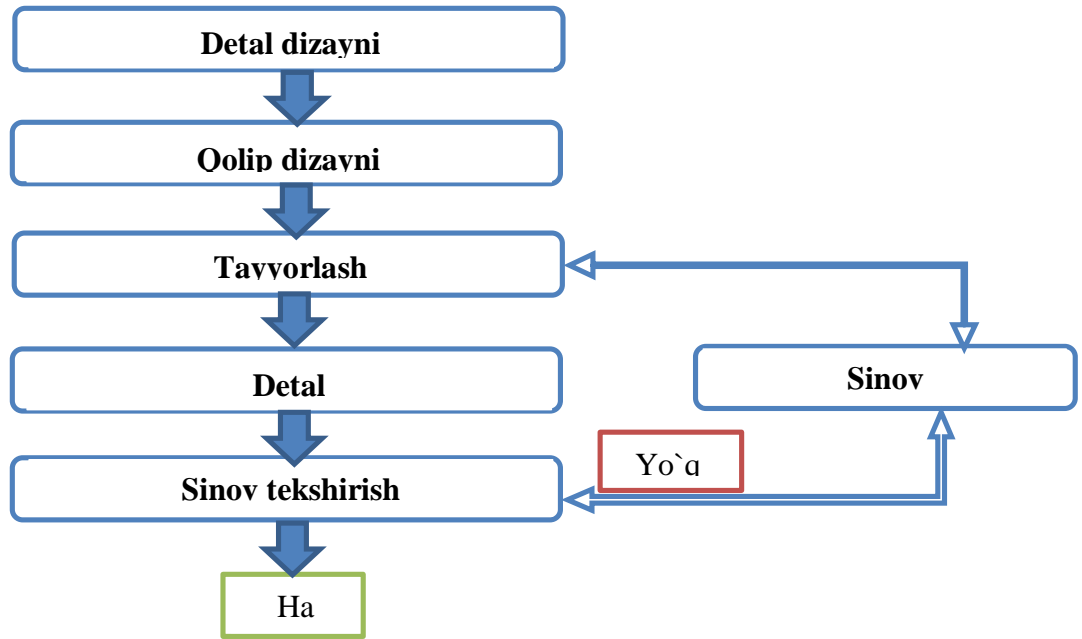 Detal dizayni
Qolip dizayni
Tayyorlash
Detal
Sinov
Yo`q
Sinov tekshirish
Ha